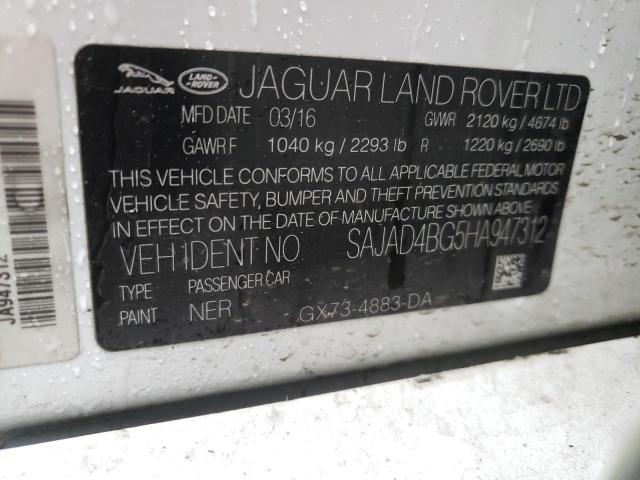 JAGUAR LAND-ROVER JAGUAR LAND ROVER LTD
MFD DATE 03/16 GVWR 2120 kg / 4674 lb
GAWR F 1040 kg / 2293 lb R 1220 kg / 2690 lb
THIS VEHICLE CONFORMS TO ALL APPLICABLE FEDERAL MOTOR
VEHICLE SAFETY, BUMPER AND THEFT PREVENTION STANDARDS
IN EFFECT ON THE DATE OF MANUFACTURE SHOWN ABOVE.
VEH IDENT NO SAJAD4BG5HA947312
TYPE PASSENGER CAR
PAINT NER GX73-4883-DA
JA947312